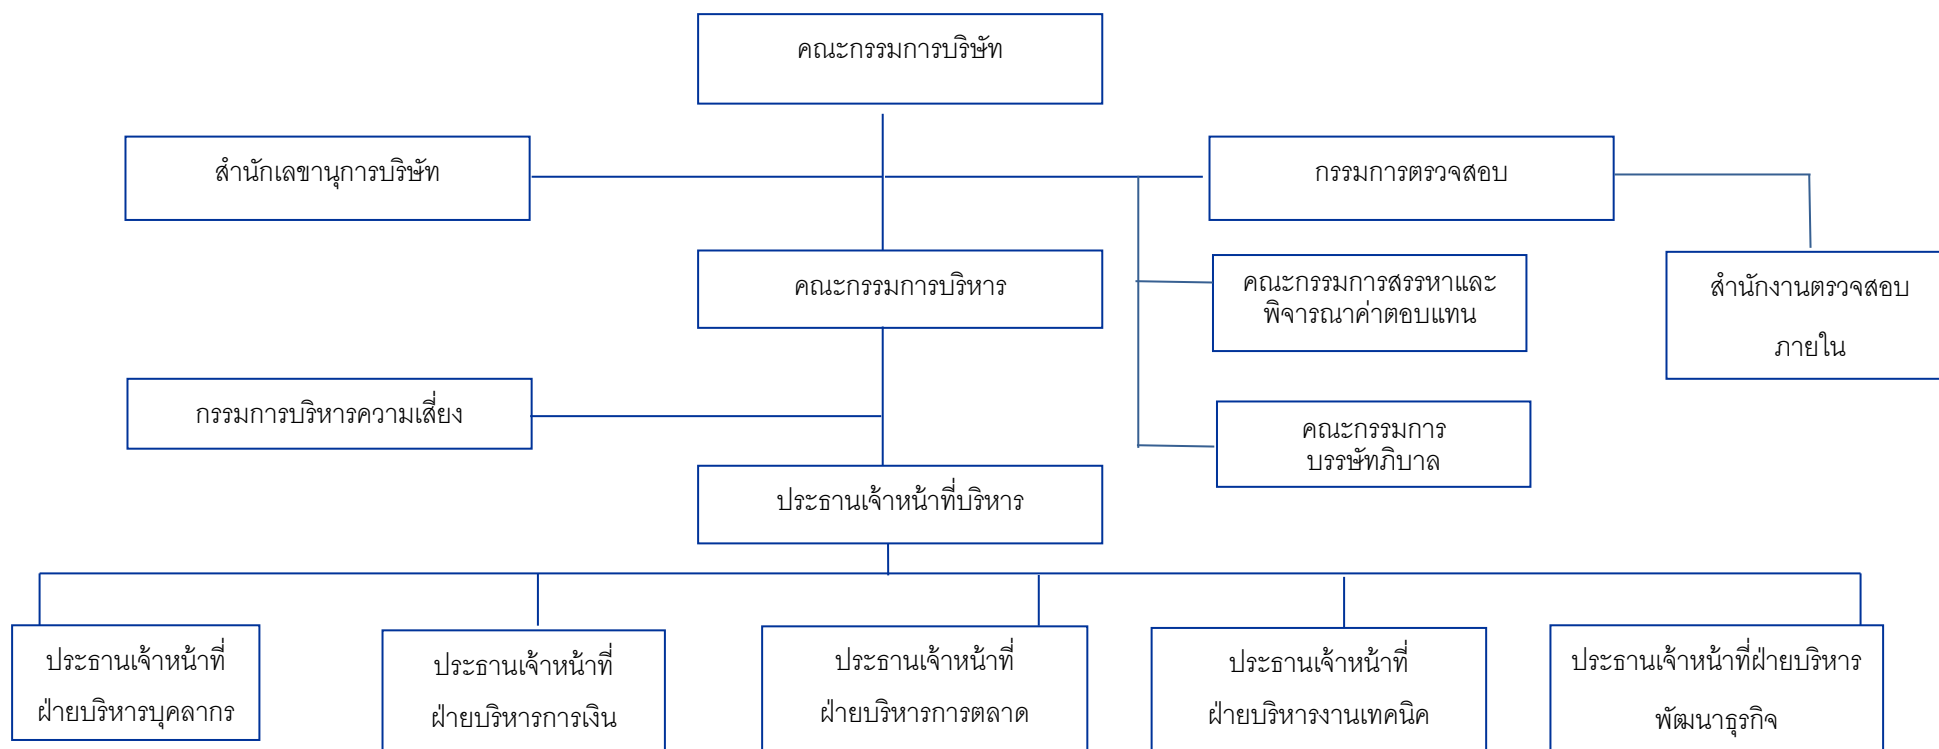 คณะกรรมการบริษัท
สำนักเลขานุการบริษัท
กรรมการตรวจสอบ
คณะกรรมการบริหาร
คณะกรรมการสรรหาและ
พิจารณาค่าตอบแทน
สำนักงานตรวจสอบ
ภายใน
กรรมการบริหารความเสี่ยง
คณะกรรมการ
บรรษัทภิบาล
ประธานเจ้าหน้าที่บริหาร
ประธานเจ้าหน้าที่
ฝ่ายบริหารบุคลากร
ประธานเจ้าหน้าที่
ฝ่ายบริหารการเงิน
ประธานเจ้าหน้าที่
ฝ่ายบริหารการตลาด
ประธานเจ้าหน้าที่
ฝ่ายบริหารงานเทคนิค
ประธานเจ้าหน้าที่ฝ่ายบริหาร
พัฒนาธุรกิจ